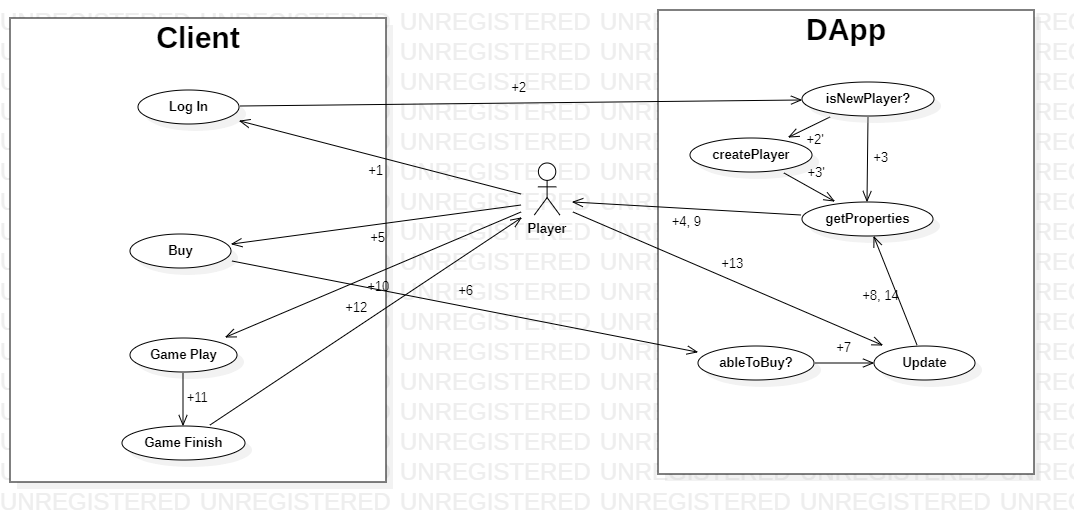 Client
DApp
Log In
+2
isNewPlayer?
+2'
createPlayer
+3
+1
+3'
Player
+4, 9
getProperties
+5
Buy
+13
+10
+6
+8, 14
+12
Game Play
ableToBuy?
+7
Update
+11
Game Finish
UNREGISTERED UNREGISTERED UNREGISTERED UNREGISTERED UNREGISTERED